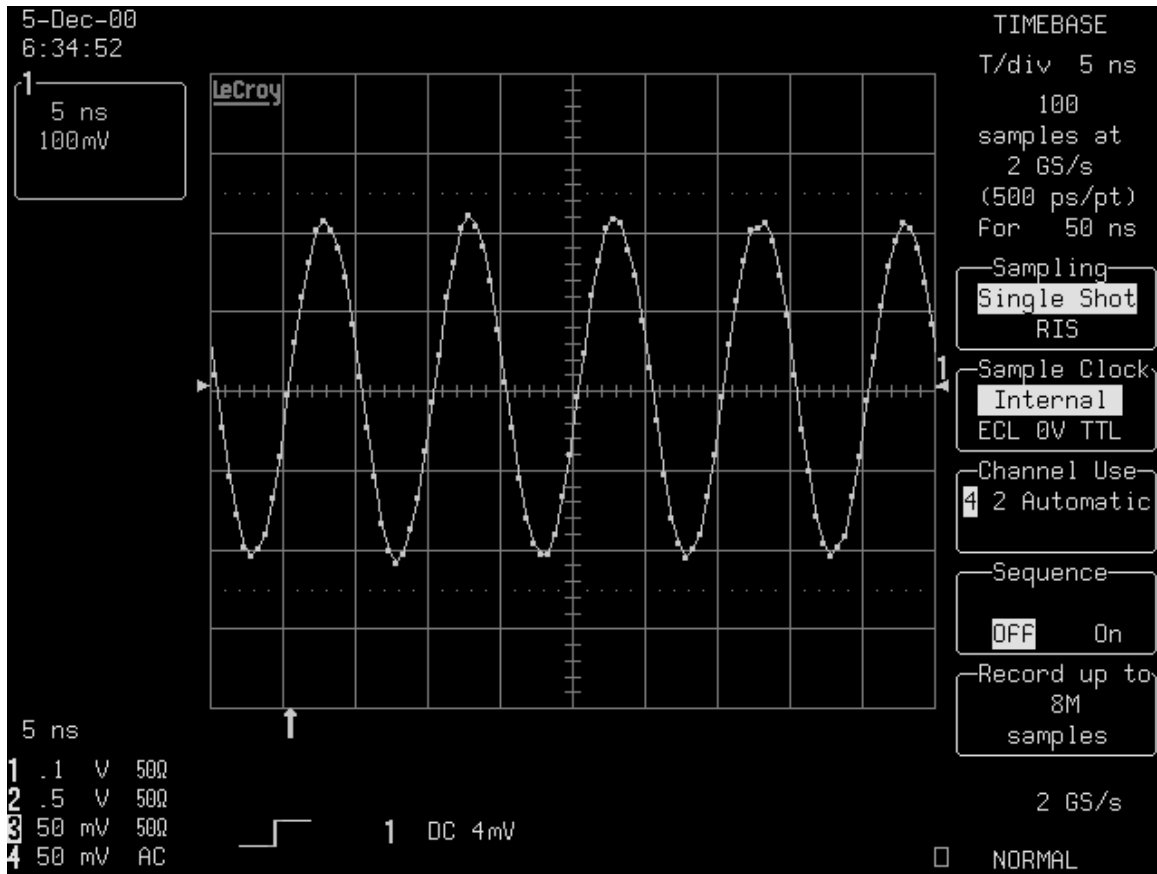 5-Dec-00
6:34:52
1
5 ns
100mV
LeCroy
1
TIMEBASE
T/div 5 ns
100
samples at
2 GS/s
(500 ps/pt)
for 50 ns
Sampling
Single Shot
RIS
Sample Clock
Internal
ECL 0V TTL
Channel Use
4 2 Automatic
Sequence
OFF On
Record up to
8M
samples
5 ns
1 .1 V 50Ω
2 .5 V 50Ω
3 50 mV 50Ω
4 50 mV AC
1 DC 4mV
2 GS/s
NORMAL